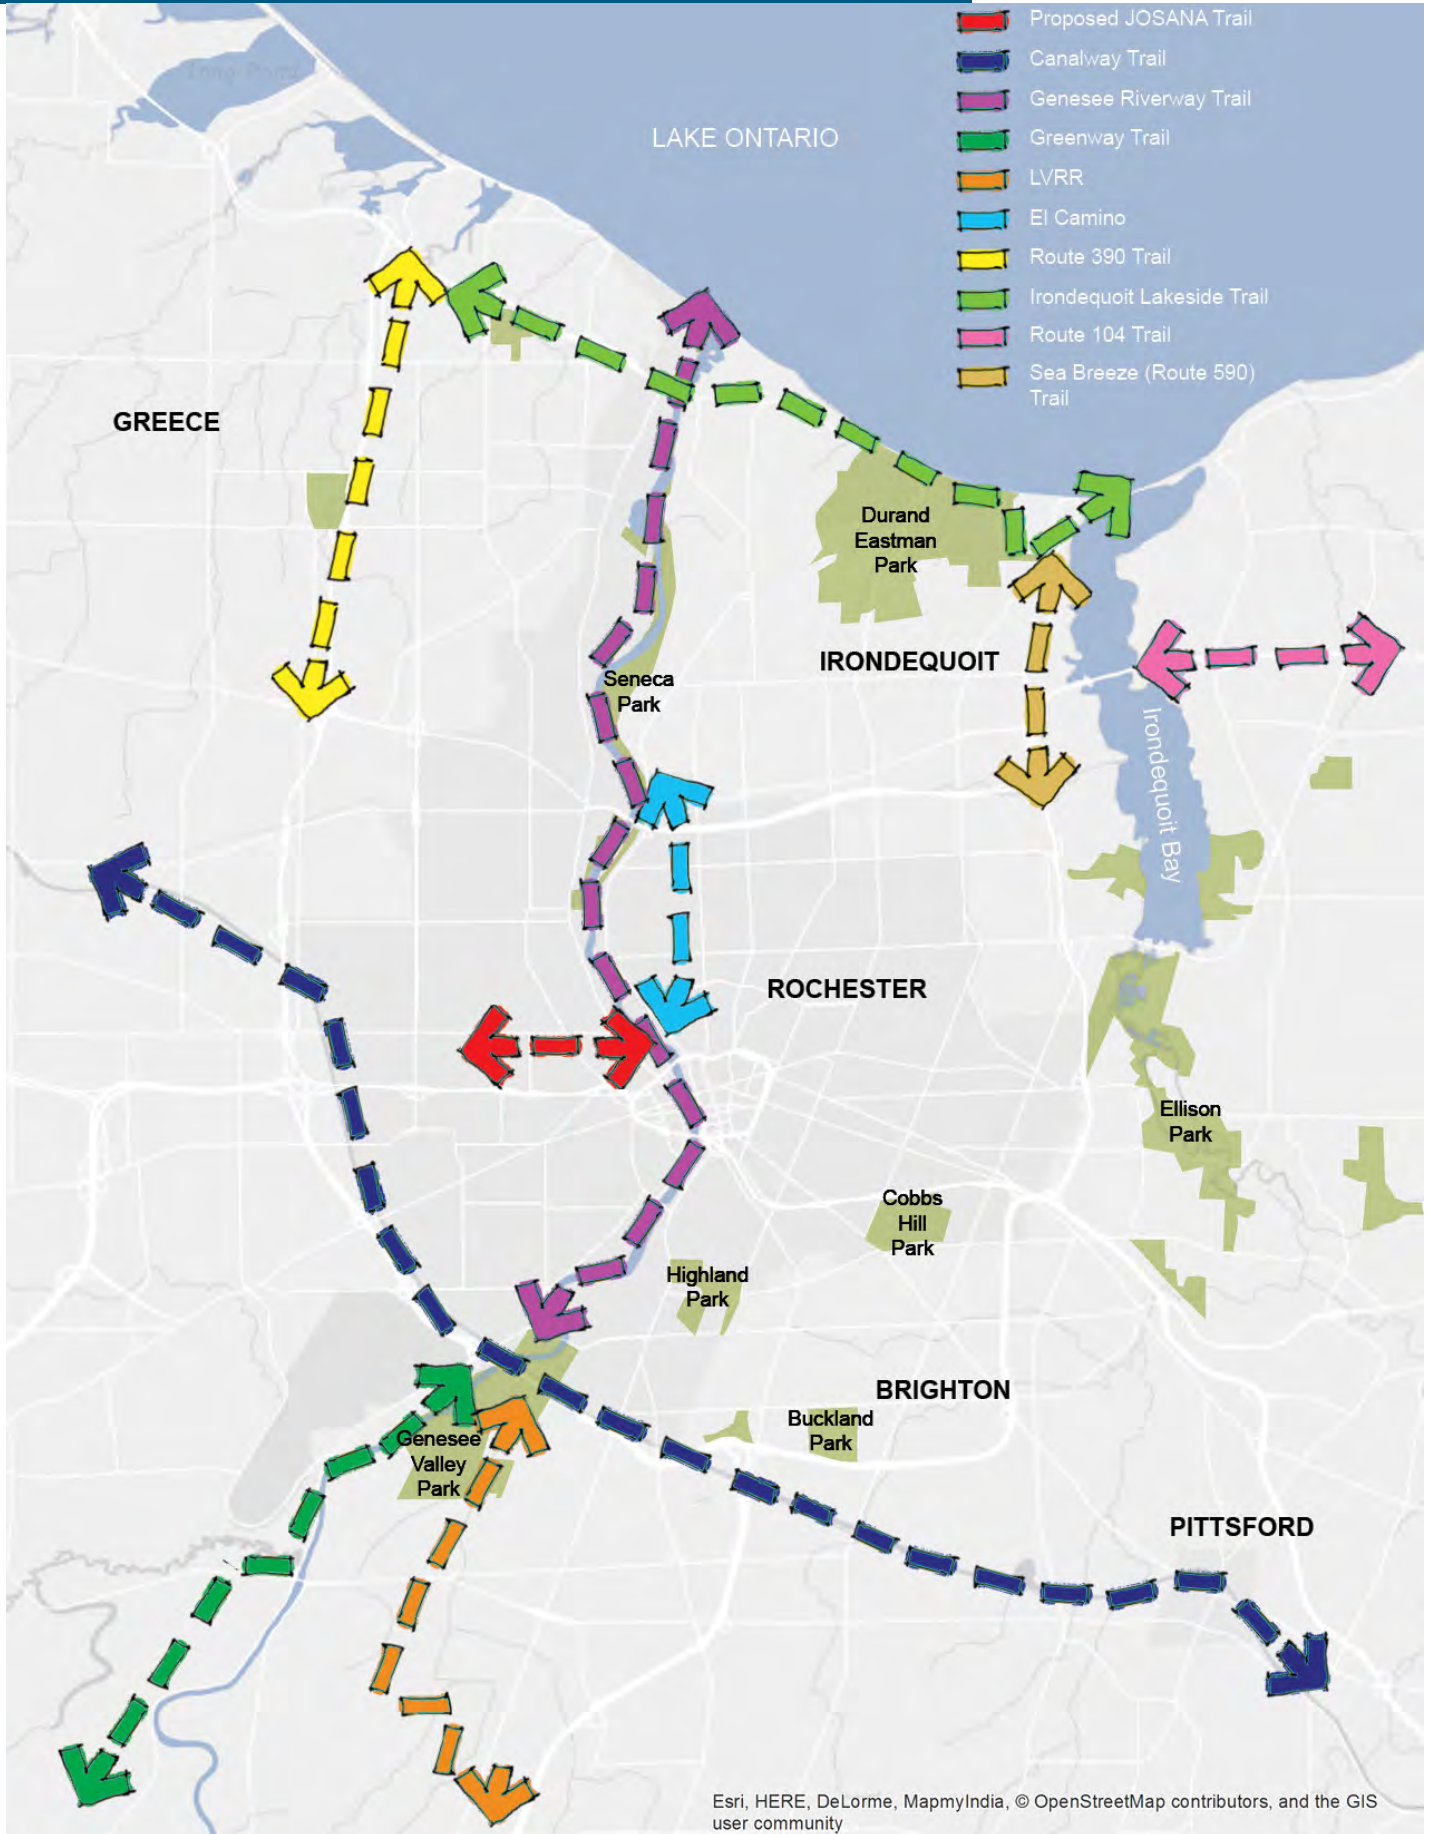 Proposed JOSANA Trail
Canalway Trail
Long Pond
Genesee Riverway Trail
LAKE ONTARIO
Greenway Trail
LVRR
El Camino
Route 390 Trail
Irondequoit Lakeside Trail
Route 104 Trail
Sea Breeze (Route 590)
Trail
GREECE
Durand
Eastman
Park
IRONDEQUOIT
Seneca
Park
Irondequoit Bay
ROCHESTER
Ellison
Park
Cobbs
Hill
Park
Highland
Park
BRIGHTON
Buckland
Park
Genesee
Valley
Park
PITTSFORD
Esri, HERE, DeLorme, MapmyIndia, © OpenStreetMap contributors, and the GIS
user community